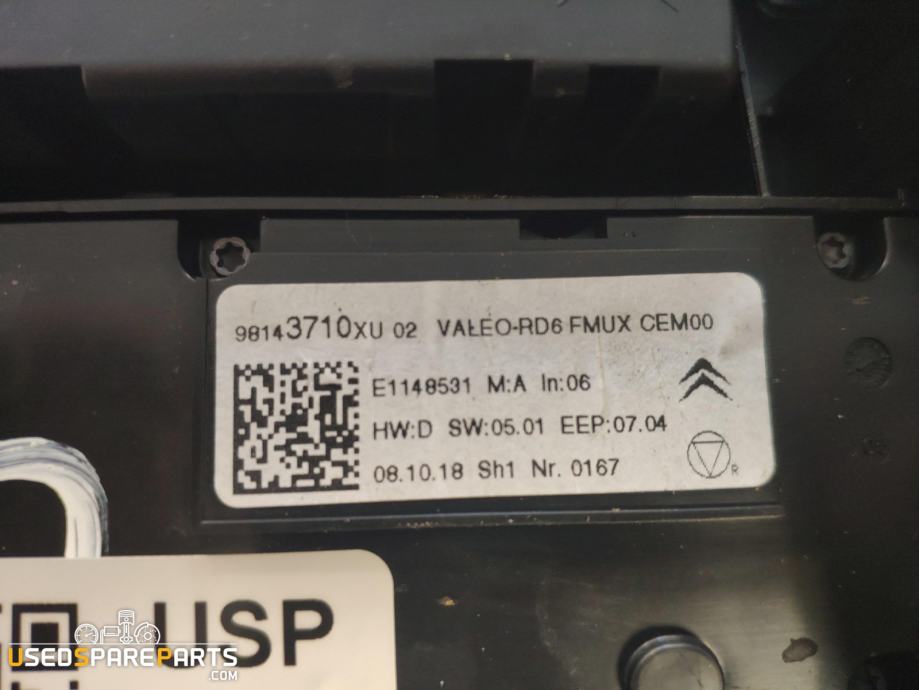 98143710XU 02 VALEO-RD6 FMUX CEM00
E1148531 M:A In:06
HW:D SW:05.01 EEP:07.04
08.10.18 Sh1 Nr. 0167
R
USP
USEDSPAREPARTS
.COM